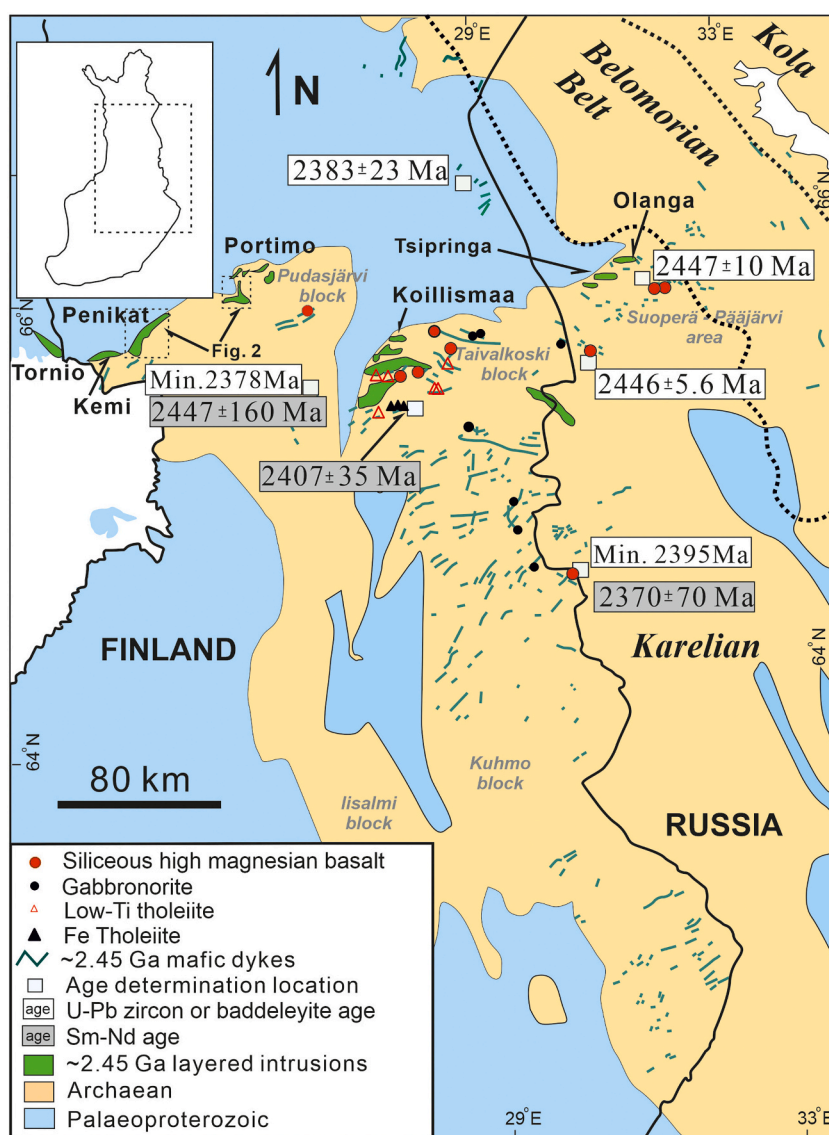 29°E
33°E
Kola
Belomorian
Belt
N
2383±23 Ma
66°N
Olanga
Portimo
Tsipringa
2447±10 Ma
Pudasjärvi
block
Koillismaa
66°N
Penikat
Suoperä - Pääjärvi
area
Fig. 2
Taivalkoski
block
Tornio
Min.2378Ma
2446±5.6 Ma
Kemi
2447±160 Ma
2407±35 Ma
Min. 2395Ma
2370±70 Ma
FINLAND
Karelian
64°N
64°N
80 km
Kuhmo
block
Iisalmi
block
RUSSIA
Siliceous high magnesian basalt
Gabbronorite
Low-Ti tholeiite
Fe Tholeiite
~2.45 Ga mafic dykes
Age determination location
age U-Pb zircon or baddeleyite age
age Sm-Nd age
~2.45 Ga layered intrusions
Archaean
Palaeoproterozoic
29°E
33°E